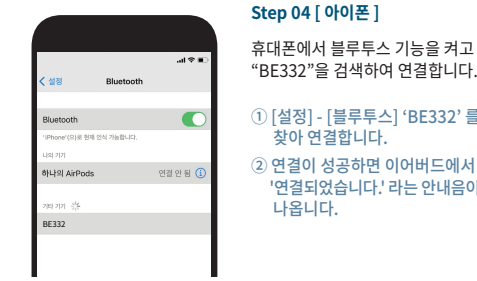 Step 04 [ 아이폰 ]
휴대폰에서 블루투스 기능을 켜고
“BE332”을 검색하여 연결합니다.
① [설정] - [블루투스] ‘BE332’ 를
찾아 연결합니다.
② 연결이 성공하면 이어버드에서
'연결되었습니다.' 라는 안내음이
나옵니다.
설정
Bluetooth
Bluetooth
'iPhone'(으)로 현재 인식 가능합니다.
나의 기기
하나의 AirPods 연결 안 됨
기타 기기
BE332